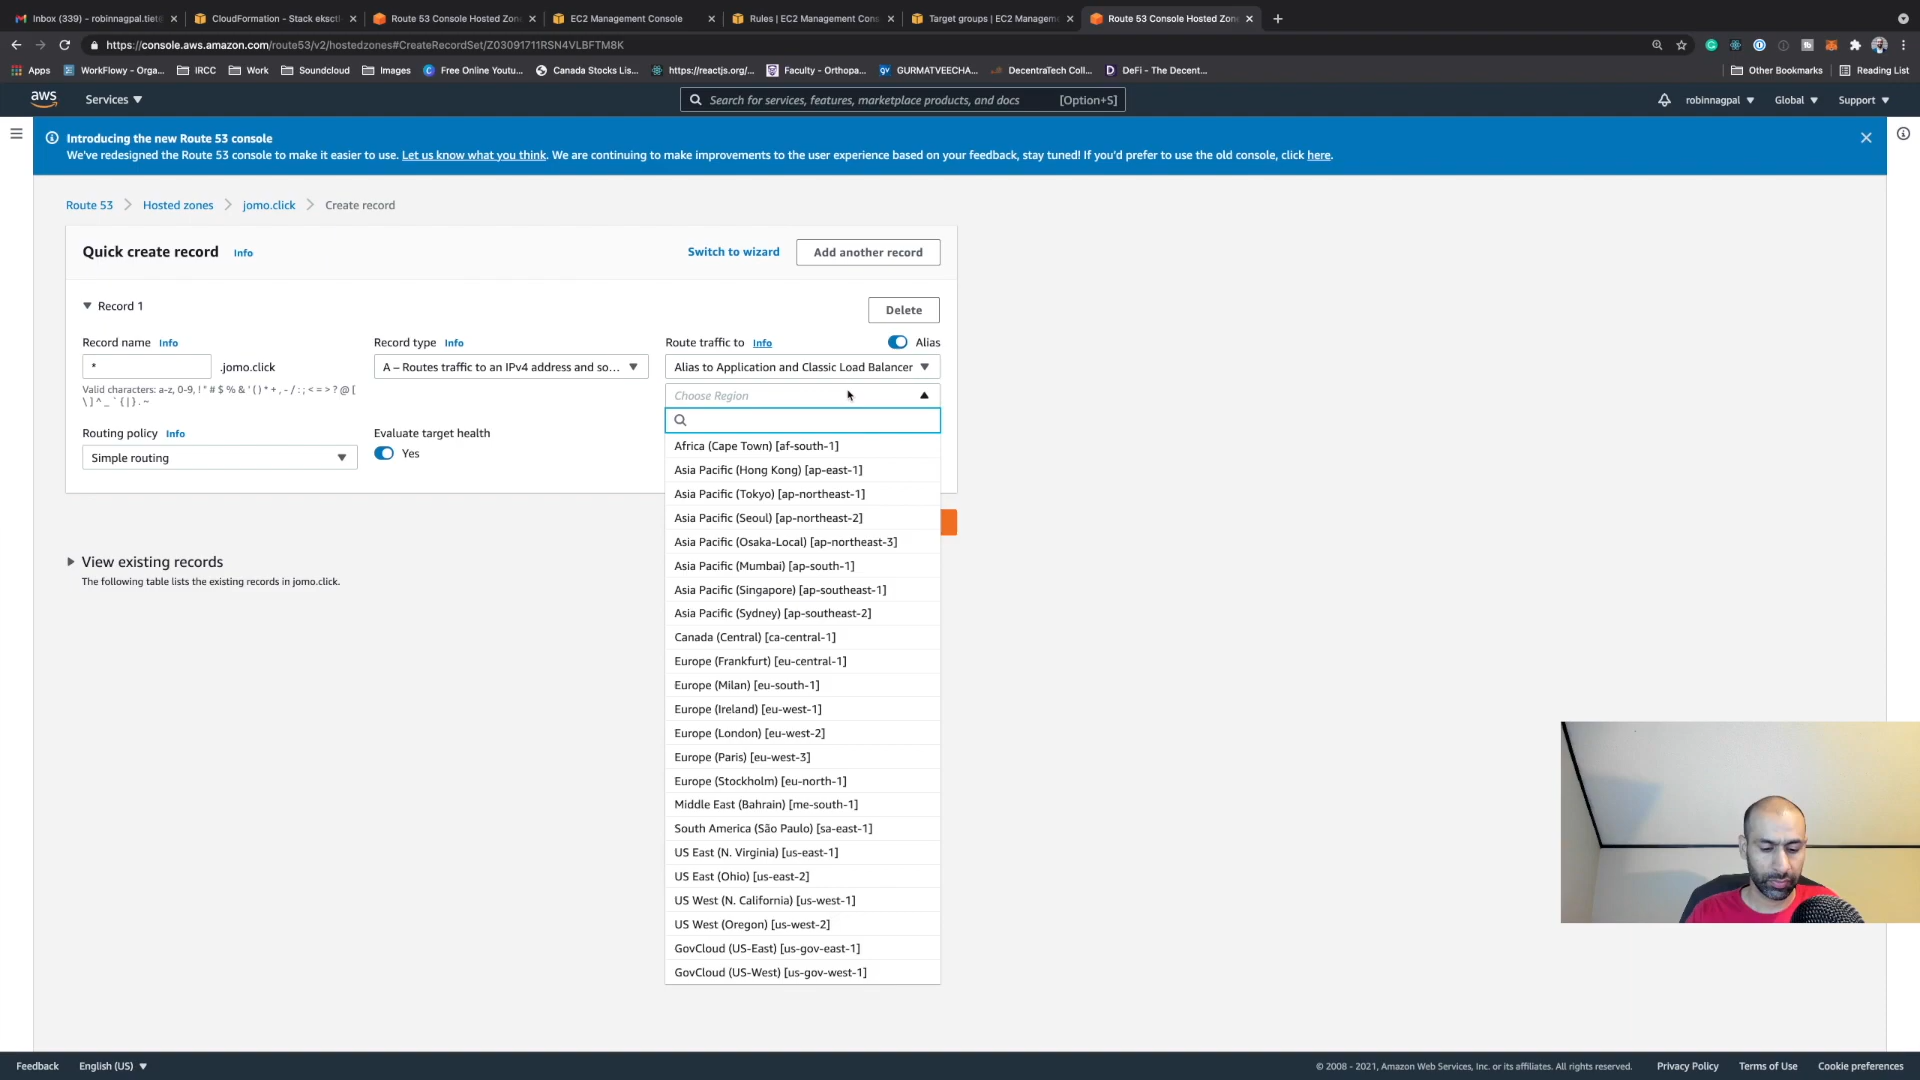 Inbox (339) - robinnagpal.tieté
CloudFormation - Stack eksctl
Route 53 Console Hosted Zone
EC2 Management Console
Rules | EC2 Management Cons
Target groups | EC2 Managem
Route 53 Console Hosted Zon
https://console.aws.amazon.com/route53/v2/hostedzones#CreateRecordSet/Z03091711RSN4VLBFTM8K
Apps
WorkFlowy - Orga...
IRCC
Work
Soundcloud
Images
Free Online Youtu...
Canada Stocks Lis...
https://reactjs.org/...
Faculty - Orthopa...
GURMATVEECHA...
DecentraTech Coll...
DeFi - The Decent...
Other Bookmarks
Reading List
aws
Services
Search for services, features, marketplace products, and docs
[Option+S]
robinnagpal
Global
Support
Introducing the new Route 53 console
We've redesigned the Route 53 console to make it easier to use. Let us know what you think. We are continuing to make improvements to the user experience based on your feedback, stay tuned! If you'd prefer to use the old console, click here.
Route 53
Hosted zones
jomo.click
Create record
Quick create record
Info
Switch to wizard
Add another record
Record 1
Delete
Record name Info
Record type Info
Route traffic to Info
Alias
*
.jomo.click
A – Routes traffic to an IPv4 address and so...
Alias to Application and Classic Load Balancer
Valid characters: a-z, 0-9, ! " # $ % & ' ( ) * + , - / : ; < = > ? @ [
\ ] ^ _ ` { | } . ~
Choose Region
Routing policy Info
Evaluate target health
Simple routing
Yes
Africa (Cape Town) [af-south-1]
Asia Pacific (Hong Kong) [ap-east-1]
Asia Pacific (Tokyo) [ap-northeast-1]
Asia Pacific (Seoul) [ap-northeast-2]
Asia Pacific (Osaka-Local) [ap-northeast-3]
Asia Pacific (Mumbai) [ap-south-1]
Asia Pacific (Singapore) [ap-southeast-1]
Asia Pacific (Sydney) [ap-southeast-2]
Canada (Central) [ca-central-1]
Europe (Frankfurt) [eu-central-1]
Europe (Milan) [eu-south-1]
Europe (Ireland) [eu-west-1]
Europe (London) [eu-west-2]
Europe (Paris) [eu-west-3]
Europe (Stockholm) [eu-north-1]
Middle East (Bahrain) [me-south-1]
South America (São Paulo) [sa-east-1]
US East (N. Virginia) [us-east-1]
US East (Ohio) [us-east-2]
US West (N. California) [us-west-1]
US West (Oregon) [us-west-2]
GovCloud (US-East) [us-gov-east-1]
GovCloud (US-West) [us-gov-west-1]
View existing records
The following table lists the existing records in jomo.click.
Feedback
English (US)
© 2008 - 2021, Amazon Web Services, Inc. or its affiliates. All rights reserved.
Privacy Policy
Terms of Use
Cookie preferences